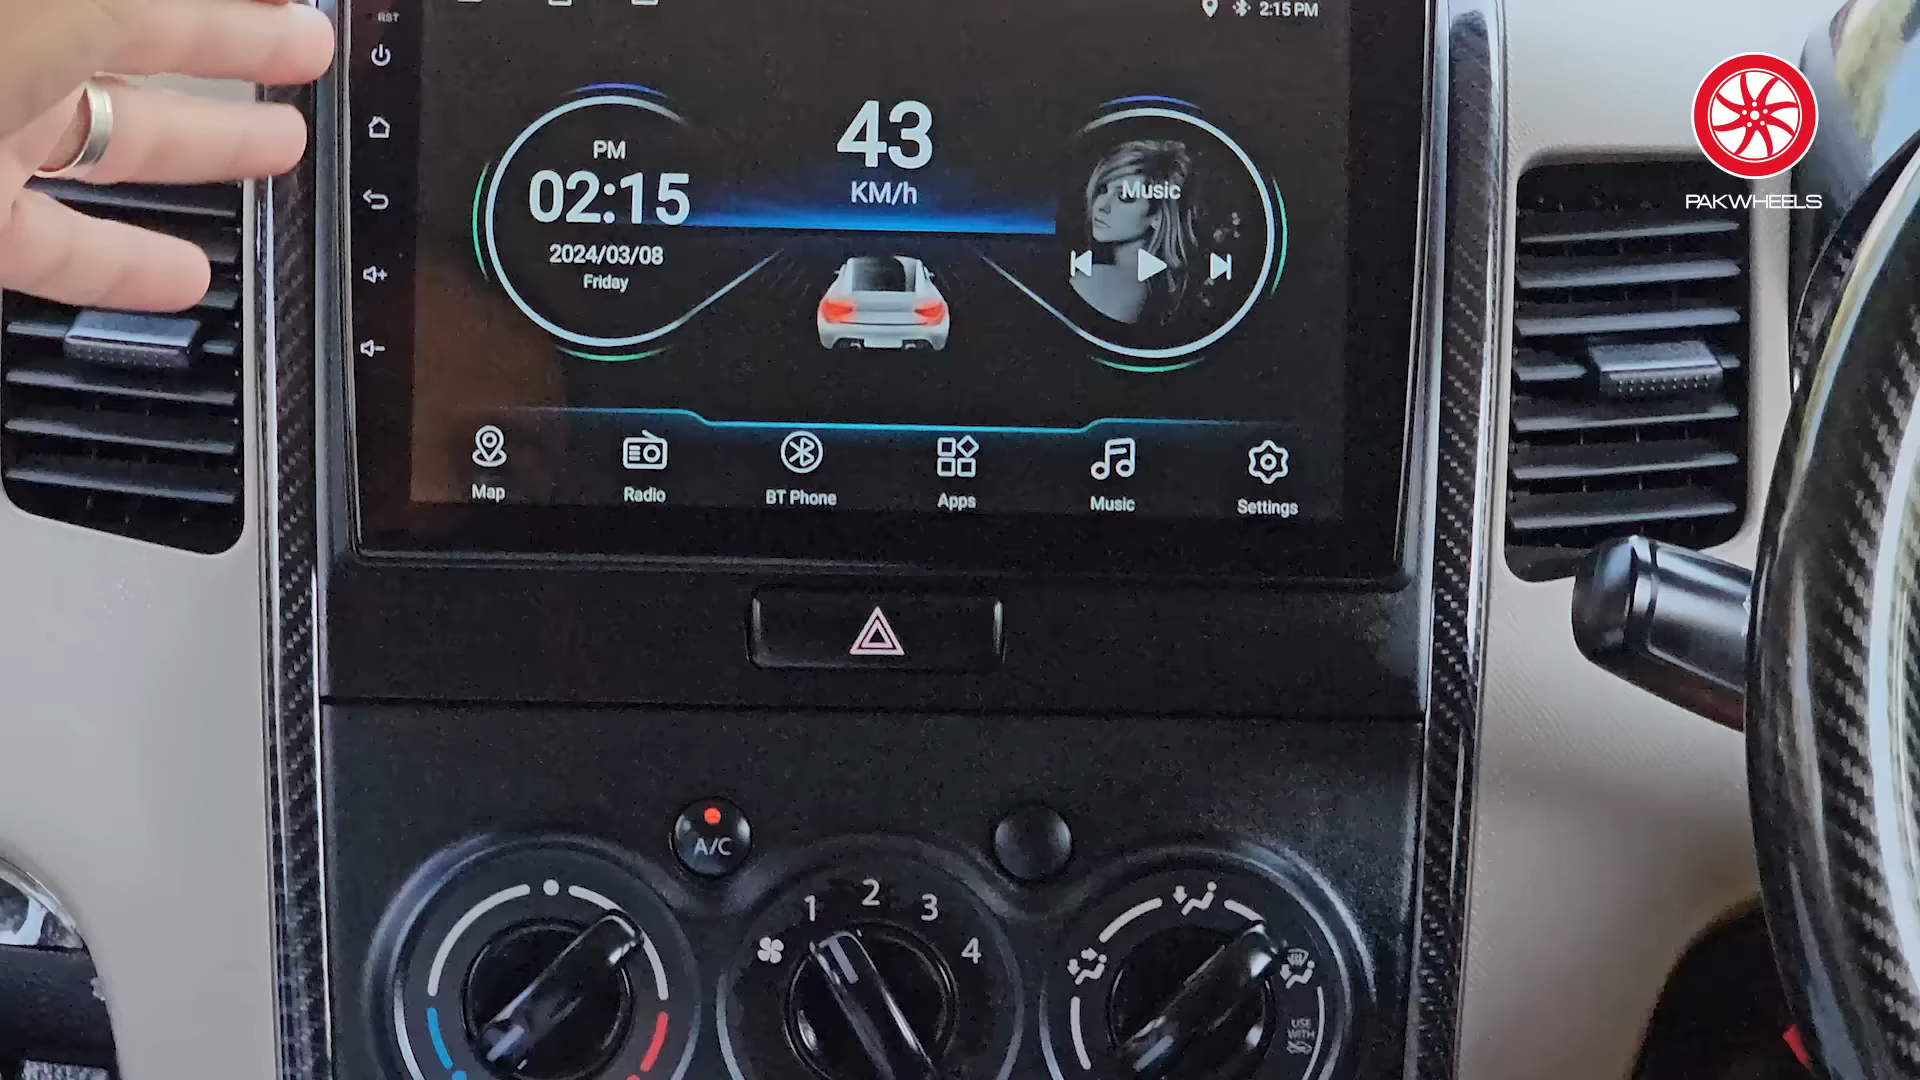 RST
2:15 PM
PM
02:15
2024/03/08
Friday
43
KM/h
Music
PAKWHEELS
Map
Radio
BT Phone
Apps
Music
Settings
A/C
1
2
3
4
USE
WITH